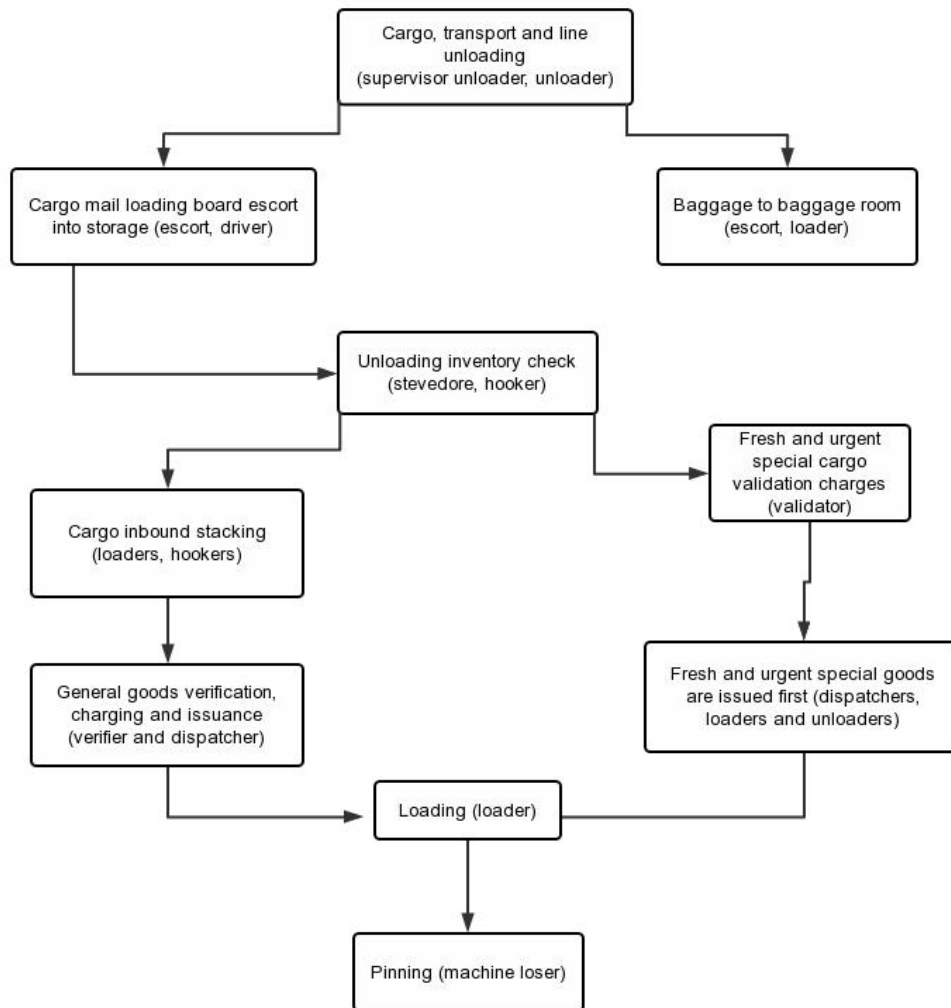 Cargo, transport and line
unloading
(supervisor unloader, unloader)
Cargo mail loading board escort
into storage (escort, driver)
Baggage to baggage room
(escort, loader)
Unloading inventory check
(stevedore, hooker)
Fresh and urgent
special cargo
validation charges
(validator)
Cargo inbound stacking
(loaders, hookers)
General goods verification,
charging and issuance
(verifier and dispatcher)
Fresh and urgent special goods
are issued first (dispatchers,
loaders and unloaders)
Loading (loader)
Pinning (machine loser)